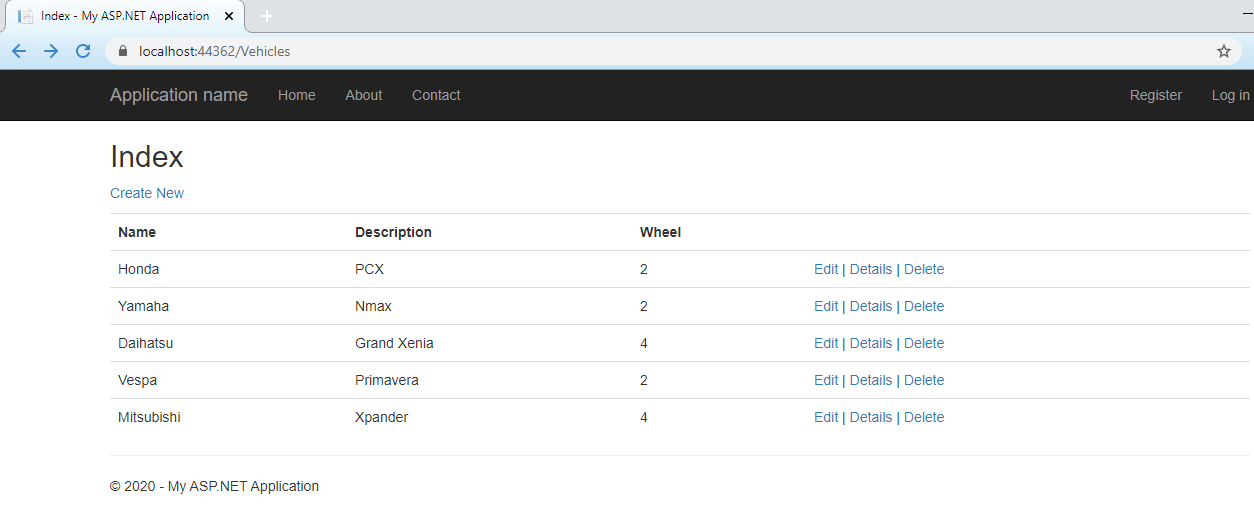 Index - My ASP.NET Application
localhost:44362/Vehicles
Application name Home About Contact Register Log in
Index
Create New
Name Description Wheel
Honda PCX 2 Edit | Details | Delete
Yamaha Nmax 2 Edit | Details | Delete
Daihatsu Grand Xenia 4 Edit | Details | Delete
Vespa Primavera 2 Edit | Details | Delete
Mitsubishi Xpander 4 Edit | Details | Delete
© 2020 - My ASP.NET Application